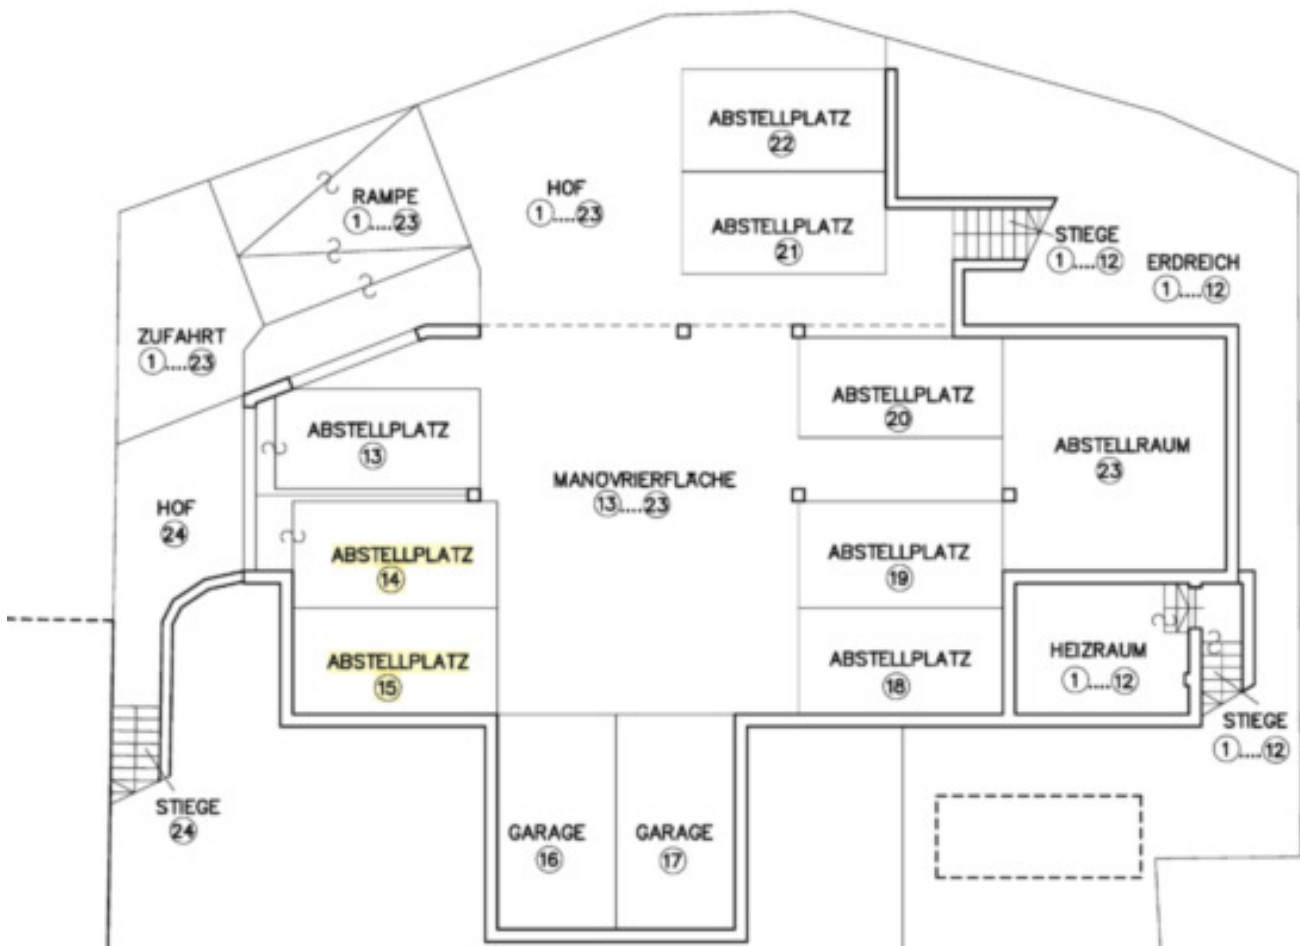 ABSTELLPLATZ
22
ABSTELLPLATZ
21
HOF
1....23
RAMPE
1....23
STIEGE
1....12
ERDREICH
1....12
ZUFAHRT
1....23
ABSTELLPLATZ
13
ABSTELLPLATZ
20
ABSTELLRAUM
23
MANOVRIERFLÄCHE
13....23
HOF
24
ABSTELLPLATZ
14
ABSTELLPLATZ
19
ABSTELLPLATZ
15
ABSTELLPLATZ
18
HEIZRAUM
1....12
STIEGE
1....12
STIEGE
24
GARAGE
16
GARAGE
17